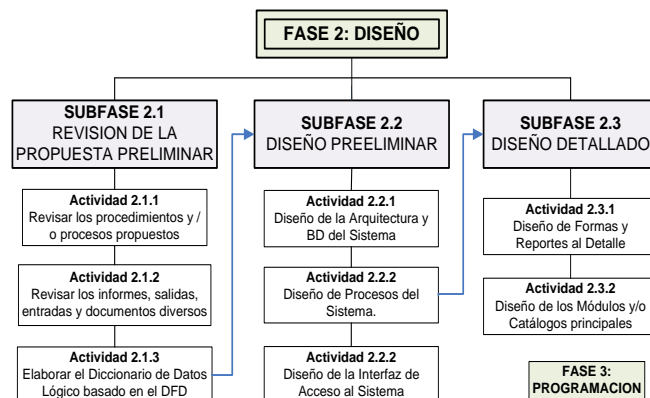 FASE 2: DISEÑO
SUBFASE 2.1
REVISION DE LA
PROPUESTA PRELIMINAR
Actividad 2.1.1
Revisar los procedimientos y /
o procesos propuestos
Actividad 2.1.2
Revisar los informes, salidas,
entradas y documentos diversos
Actividad 2.1.3
Elaborar el Diccionario de Datos
Lógico basado en el DFD
SUBFASE 2.2
DISEÑO PREELIMINAR
Actividad 2.2.1
Diseño de la Arquitectura y
BD del Sistema
Actividad 2.2.2
Diseño de Procesos del
Sistema.
Actividad 2.2.2
Diseño de la Interfaz de
Acceso al Sistema
SUBFASE 2.3
DISEÑO DETALLADO
Actividad 2.3.1
Diseño de Formas y
Reportes al Detalle
Actividad 2.3.2
Diseño de los Módulos y/o
Catálogos principales
FASE 3:
PROGRAMACION